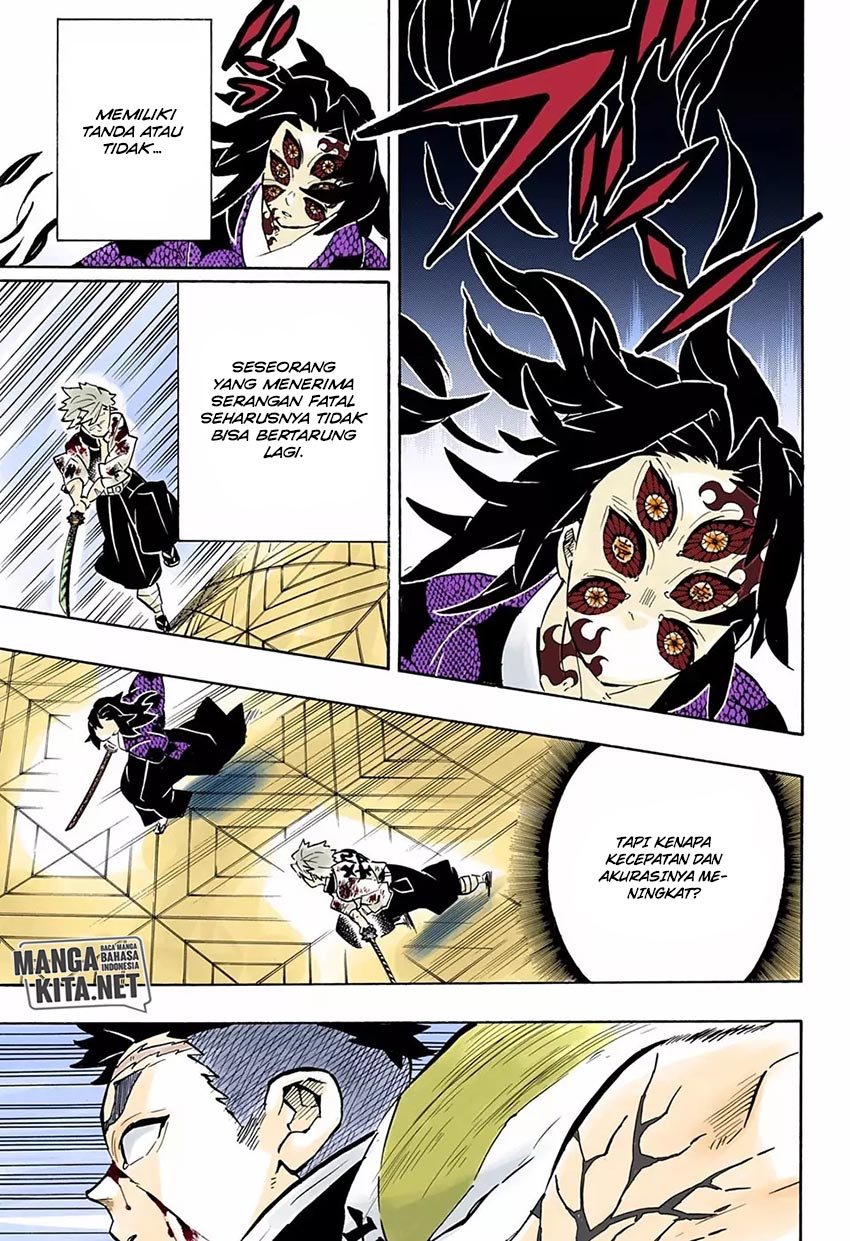 MEMILIKI
TANDA ATAU
TIDAK...
SESEORANG
YANG MENERIMA
SERANGAN FATAL
SEHARUSNYA TIDAK
BISA BERTARUNG
LAGI.
TAPI KENAPA
KECEPATAN DAN
AKURASINYA ME-
NINGKAT?
MANGA
BACA MANGA
BAHASA
INDONESIA
KITA.NET